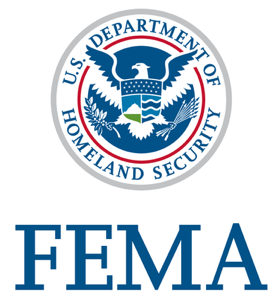 U.S. DEPARTMENT OF
HOMELAND SECURITY
FEMA